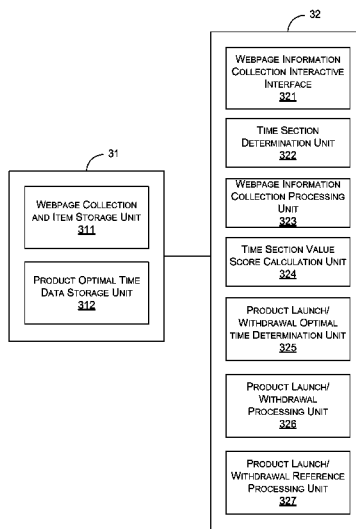 32
WEBPAGE INFORMATION
COLLECTION INTERACTIVE
INTERFACE
321
TIME SECTION
DETERMINATION UNIT
322
31
WEBPAGE COLLECTION
AND ITEM STORAGE UNIT
311
PRODUCT OPTIMAL TIME
DATA STORAGE UNIT
312
WEBPAGE INFORMATION
COLLECTION PROCESSING
UNIT
323
TIME SECTION VALUE
SCORE CALCULATION UNIT
324
PRODUCT LAUNCH/
WITHDRAWAL OPTIMAL
TIME DETERMINATION UNIT
325
PRODUCT LAUNCH/
WITHDRAWAL
PROCESSING UNIT
326
PRODUCT LAUNCH/
WITHDRAWAL REFERENCE
PROCESSING UNIT
327